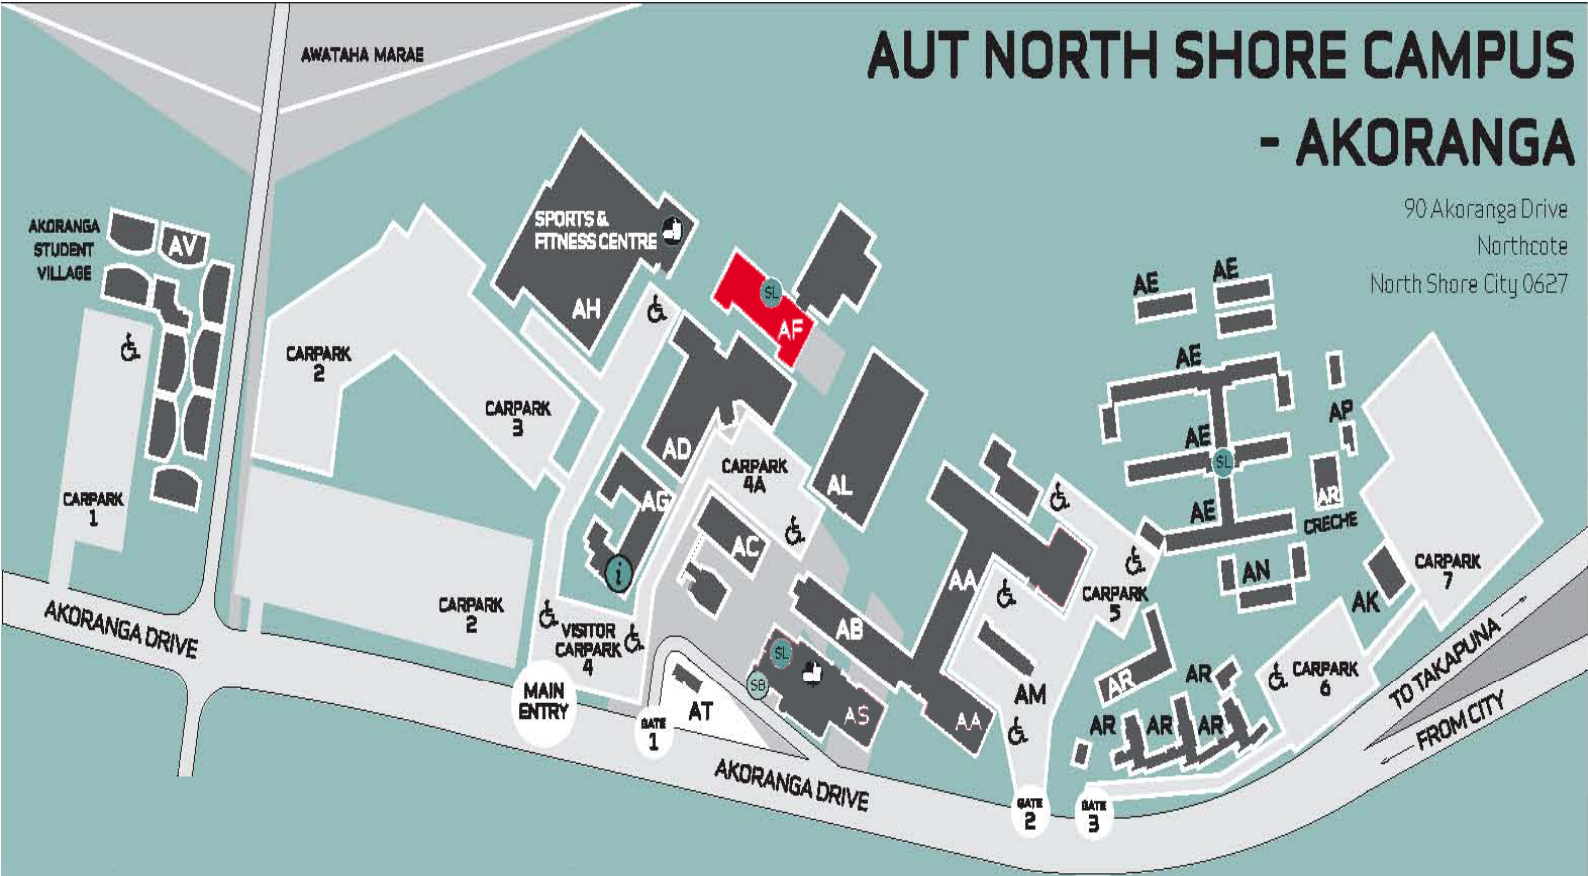 AUT NORTH SHORE CAMPUS
- AKORANGA
90 Akoranga Drive
Northcote
North Shore City 0627
AWATAHA MARAE
AKORANGA
STUDENT
VILLAGE
AV
SPORTS &
FITNESS CENTRE
AH
SL
AF
AE
AE
AE
AE
SL
AE
AP
AR
CRECHE
AN
AK
CARPARK
1
CARPARK
2
CARPARK
3
CARPARK
2
AD
AG
i
CARPARK
4A
AC
AL
AA
AB
SL
SB
AS
AA
AM
CARPARK
5
CARPARK
7
CARPARK
6
AR
AR
AR
AR
AR
VISITOR
CARPARK
4
MAIN
ENTRY
GATE
1
AT
GATE
2
GATE
3
AKORANGA DRIVE
AKORANGA DRIVE
TO TAKAPUNA
FROM CITY